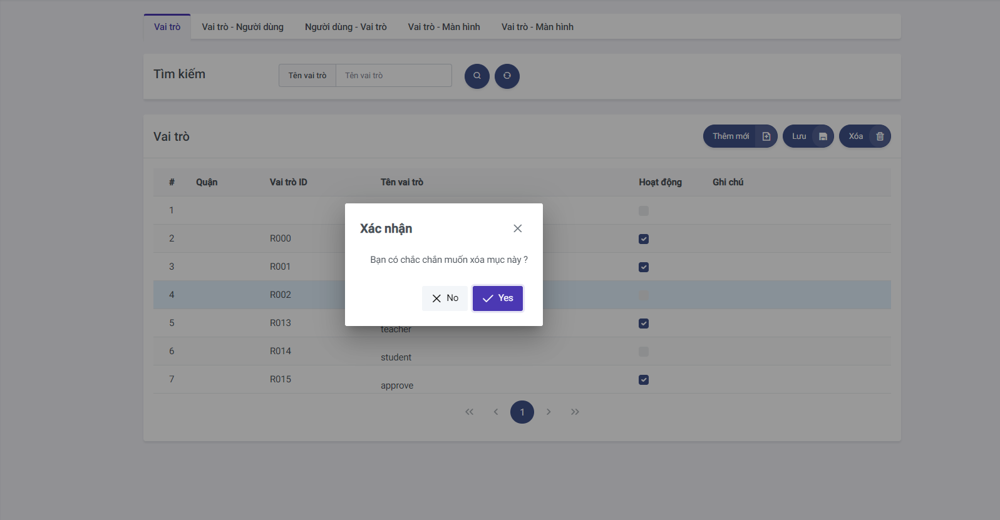 Vai trò Vai trò - Người dùng Người dùng - Vai trò Vai trò - Màn hình Vai trò - Màn hình
Tìm kiếm Tên vai trò Tên vai trò
Vai trò Thêm mới Lưu Xóa
# Quận Vai trò ID Tên vai trò Hoạt động Ghi chú
1
2 R000
3 R001
4 R002
5 R013 teacher
6 R014 student
7 R015 approve
Xác nhận
Bạn có chắc chắn muốn xóa mục này ?
No Yes
1